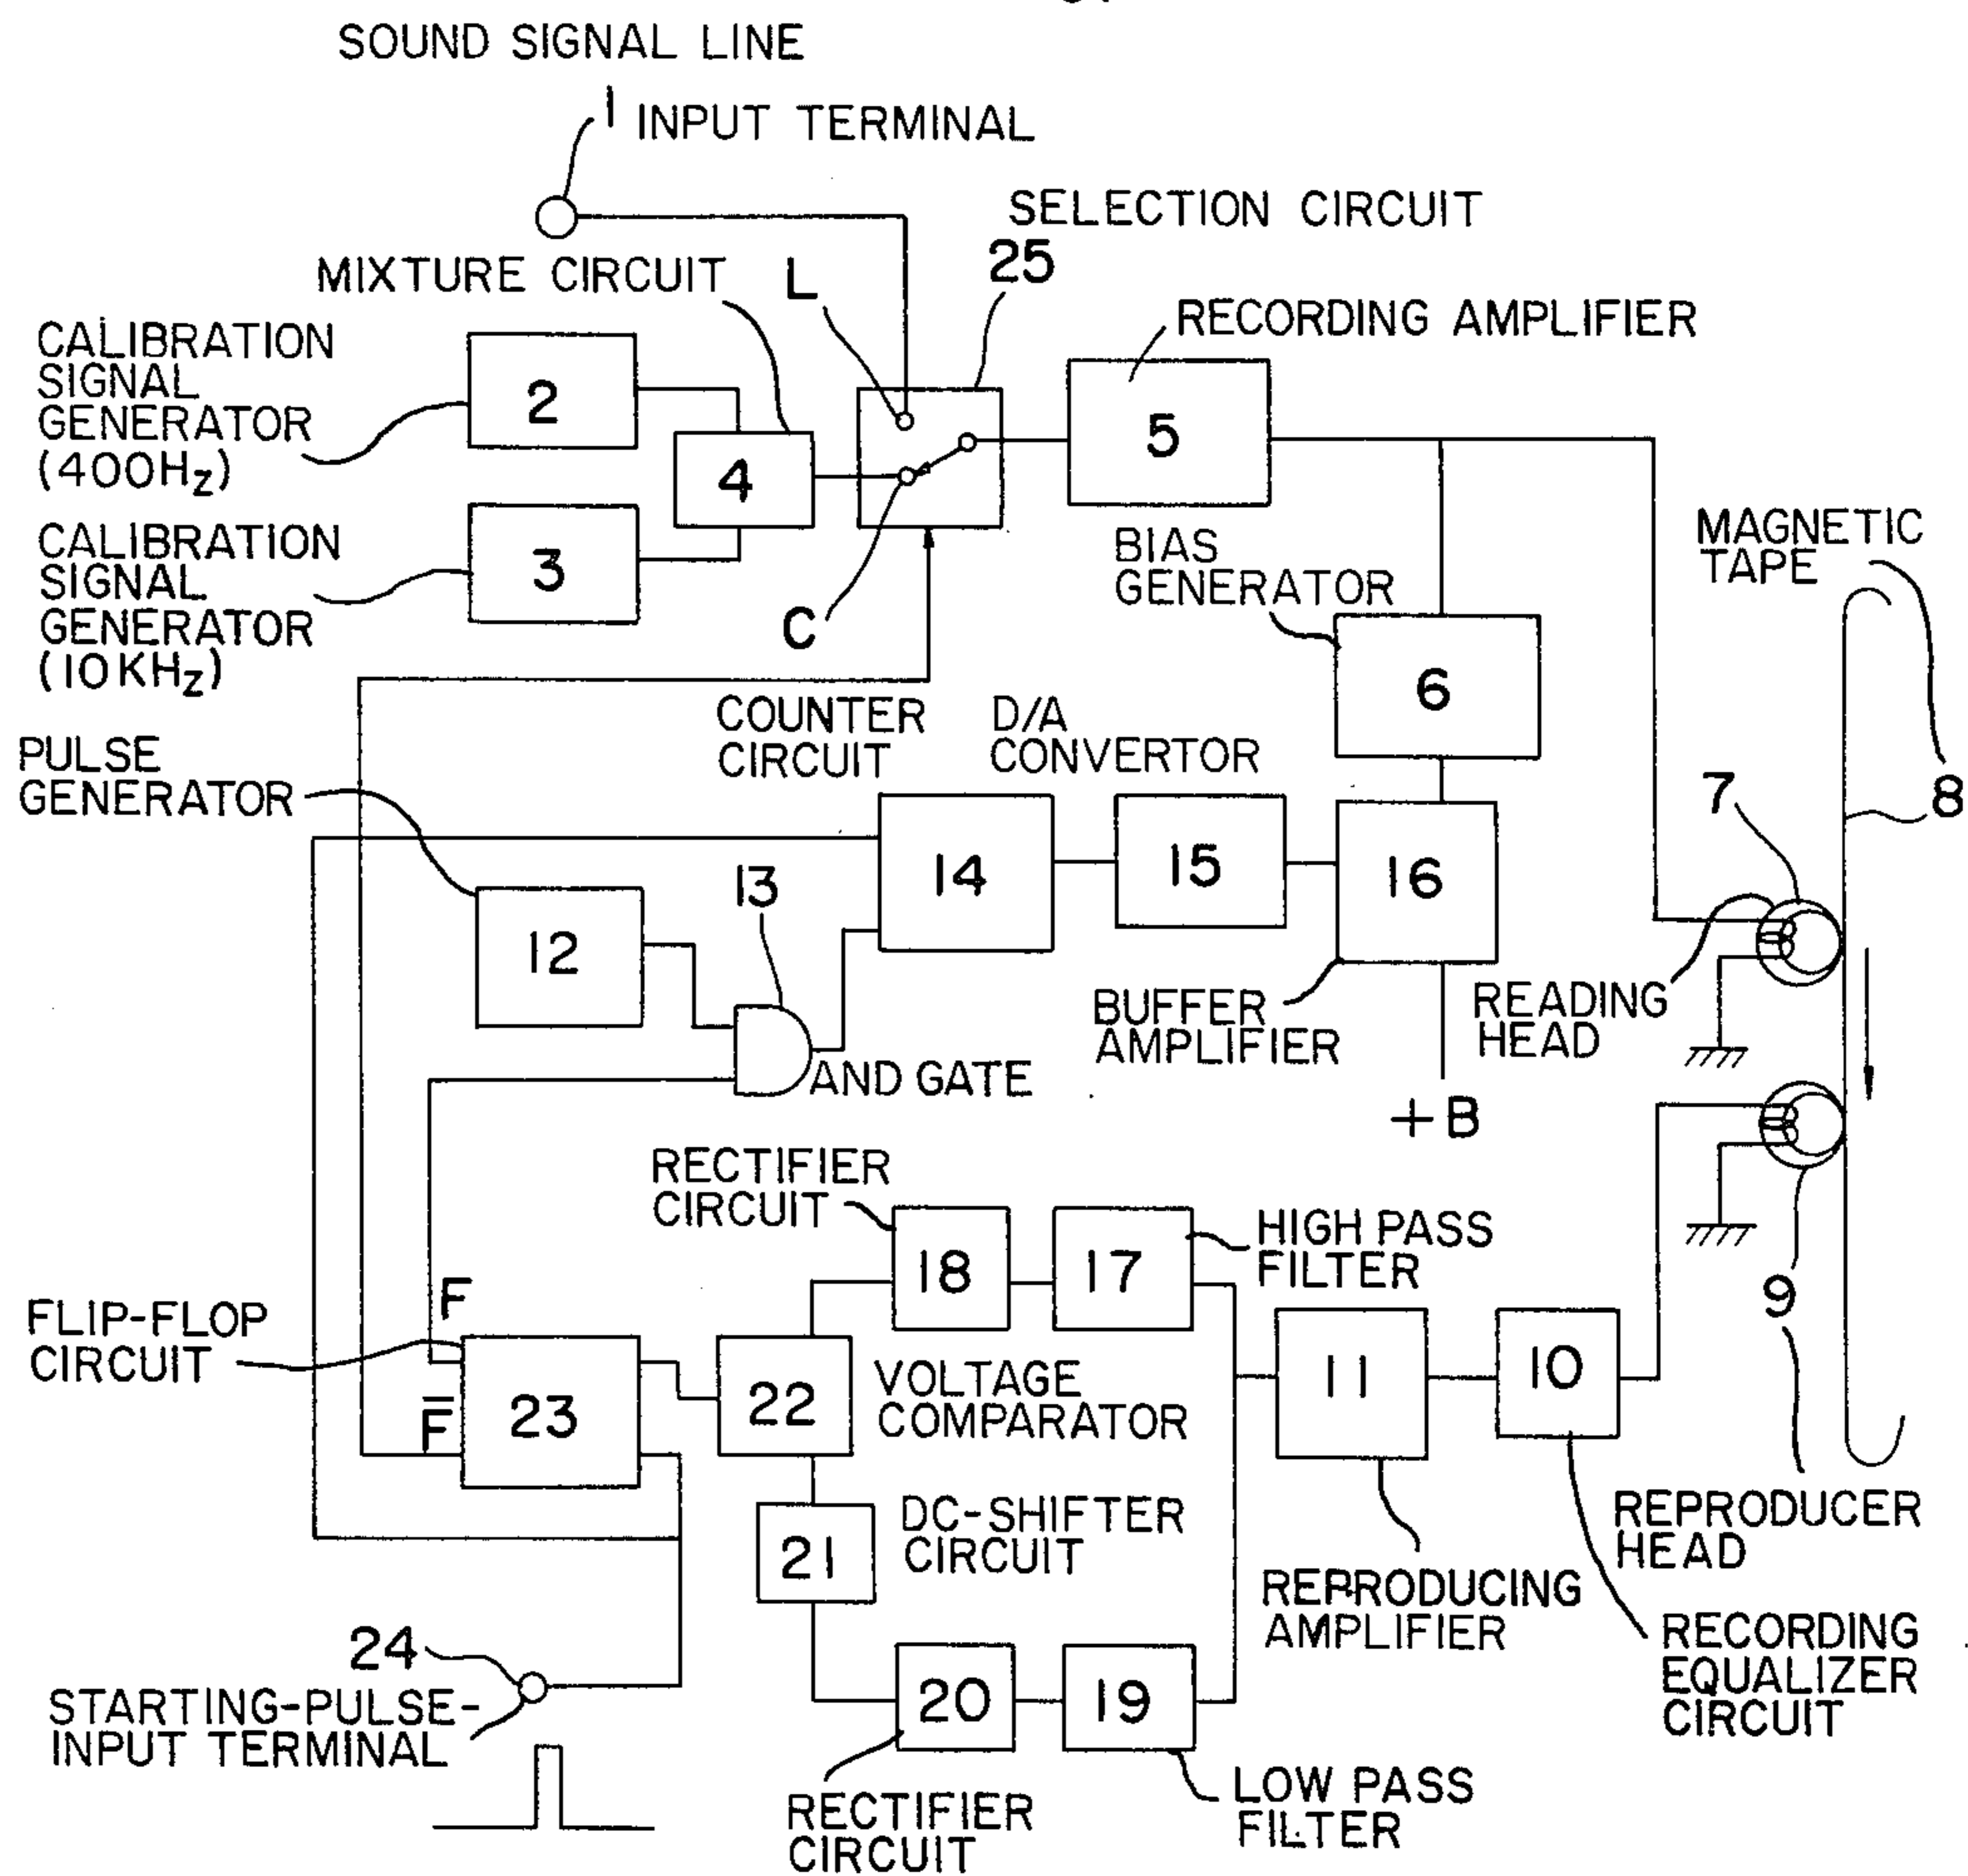 SOUND SIGNAL LINE
1 INPUT TERMINAL
SELECTION CIRCUIT
25
MIXTURE CIRCUIT
L
RECORDING AMPLIFIER
CALIBRATION
SIGNAL
GENERATOR
(400Hz)
2
4
5
CALIBRATION
SIGNAL
GENERATOR
(10KHz)
3
C
BIAS
GENERATOR
6
MAGNETIC
TAPE
8
7
COUNTER
CIRCUIT
D/A
CONVERTOR
PULSE
GENERATOR
12
13
14
15
16
AND GATE
BUFFER
AMPLIFIER
READING
HEAD
+B
RECTIFIER
CIRCUIT
18
17
HIGH PASS
FILTER
9
FLIP-FLOP
CIRCUIT
F
F̅
23
22
VOLTAGE
COMPARATOR
11
10
21
DC-SHIFTER
CIRCUIT
REPRODUCER
HEAD
REPRODUCING
AMPLIFIER
RECORDING
EQUALIZER
CIRCUIT
24
STARTING-PULSE-
INPUT TERMINAL
20
19
RECTIFIER
CIRCUIT
LOW PASS
FILTER